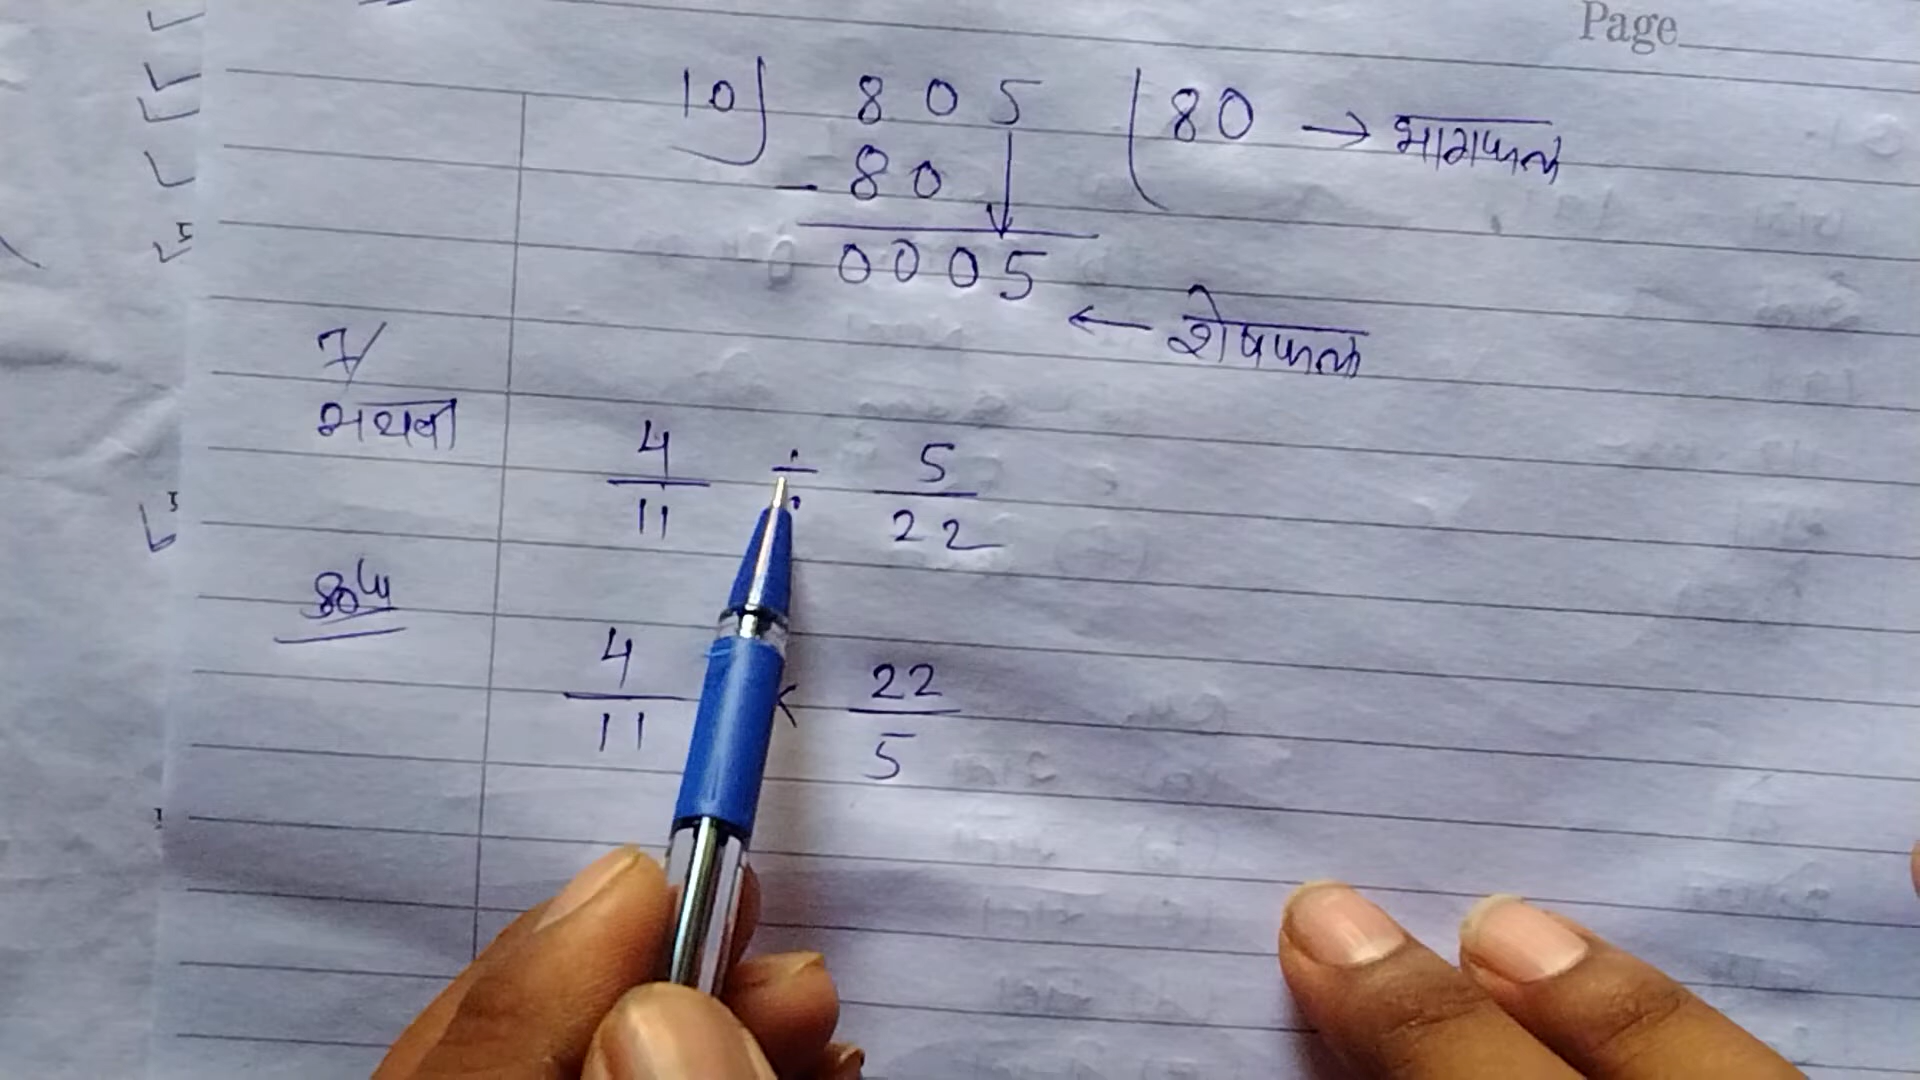 Page
10) 805 (80 → भागफल
- 80
0005
← शेषफल
7/
अथवा
4/11 ÷ 5/22
हल
4/11 × 22/5